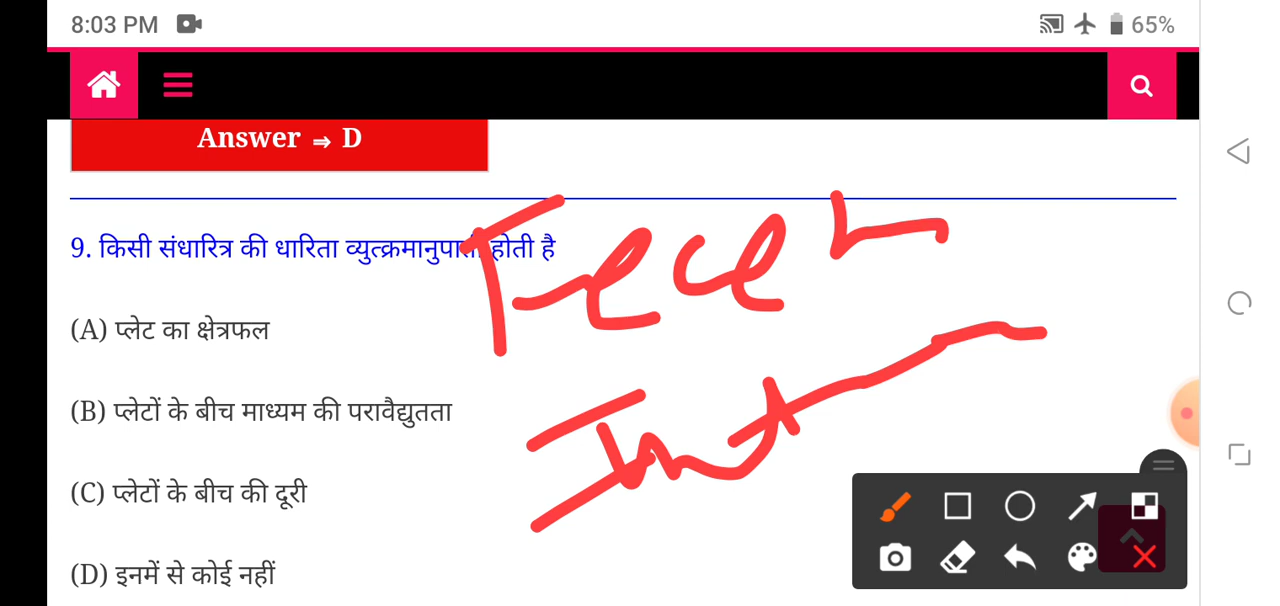 8:03 PM 65%
Answer ⇒ D
9. किसी संधारित्र की धारिता व्युत्क्रमानुपाती होती है
(A) प्लेट का क्षेत्रफल
(B) प्लेटों के बीच माध्यम की परावैद्युतता
(C) प्लेटों के बीच की दूरी
(D) इनमें से कोई नहीं